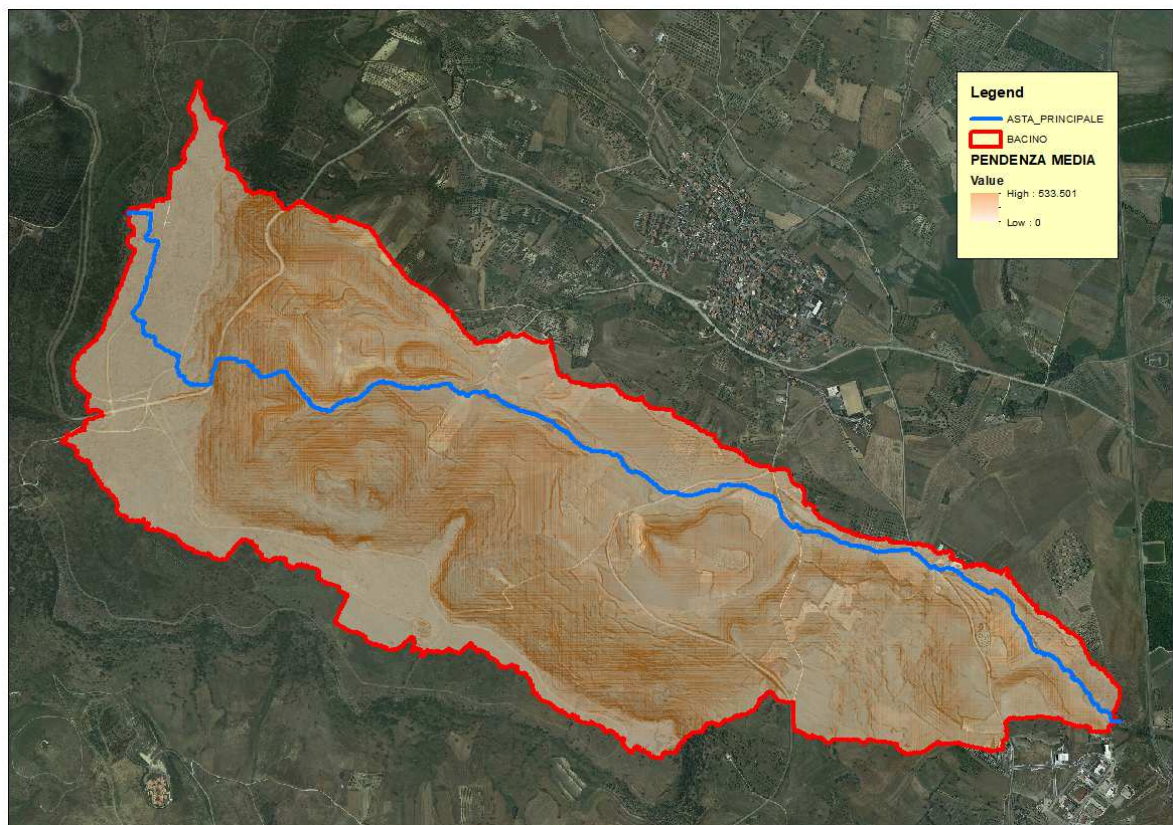 Legend
ASTA_PRINCIPALE
BACINO
PENDENZA MEDIA
Value
High : 533.501
Low : 0